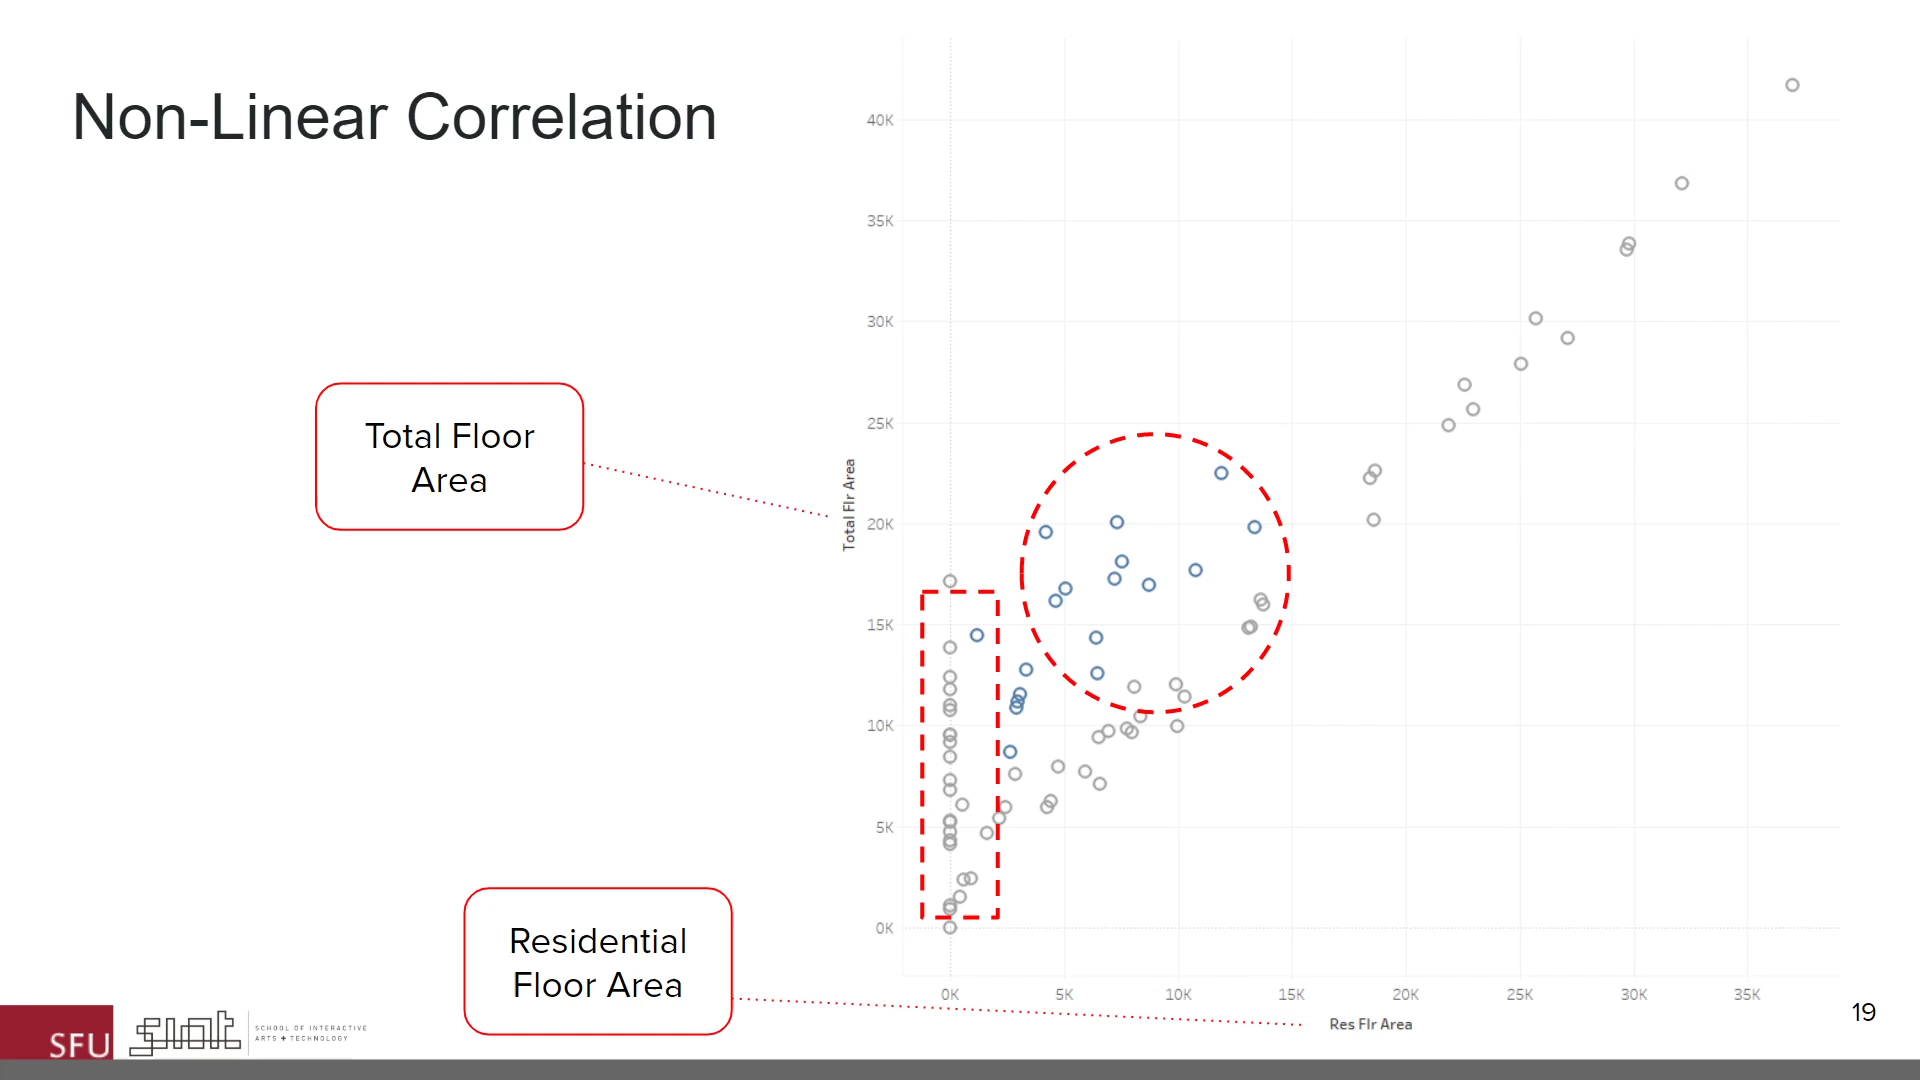 Non-Linear Correlation
Total Floor
Area
Residential
Floor Area
Total Flr Area
40K
35K
30K
25K
20K
15K
10K
5K
0K
0K 5K 10K 15K 20K 25K 30K 35K
Res Flr Area
SFU
siat
SCHOOL OF INTERACTIVE
ARTS + TECHNOLOGY
19